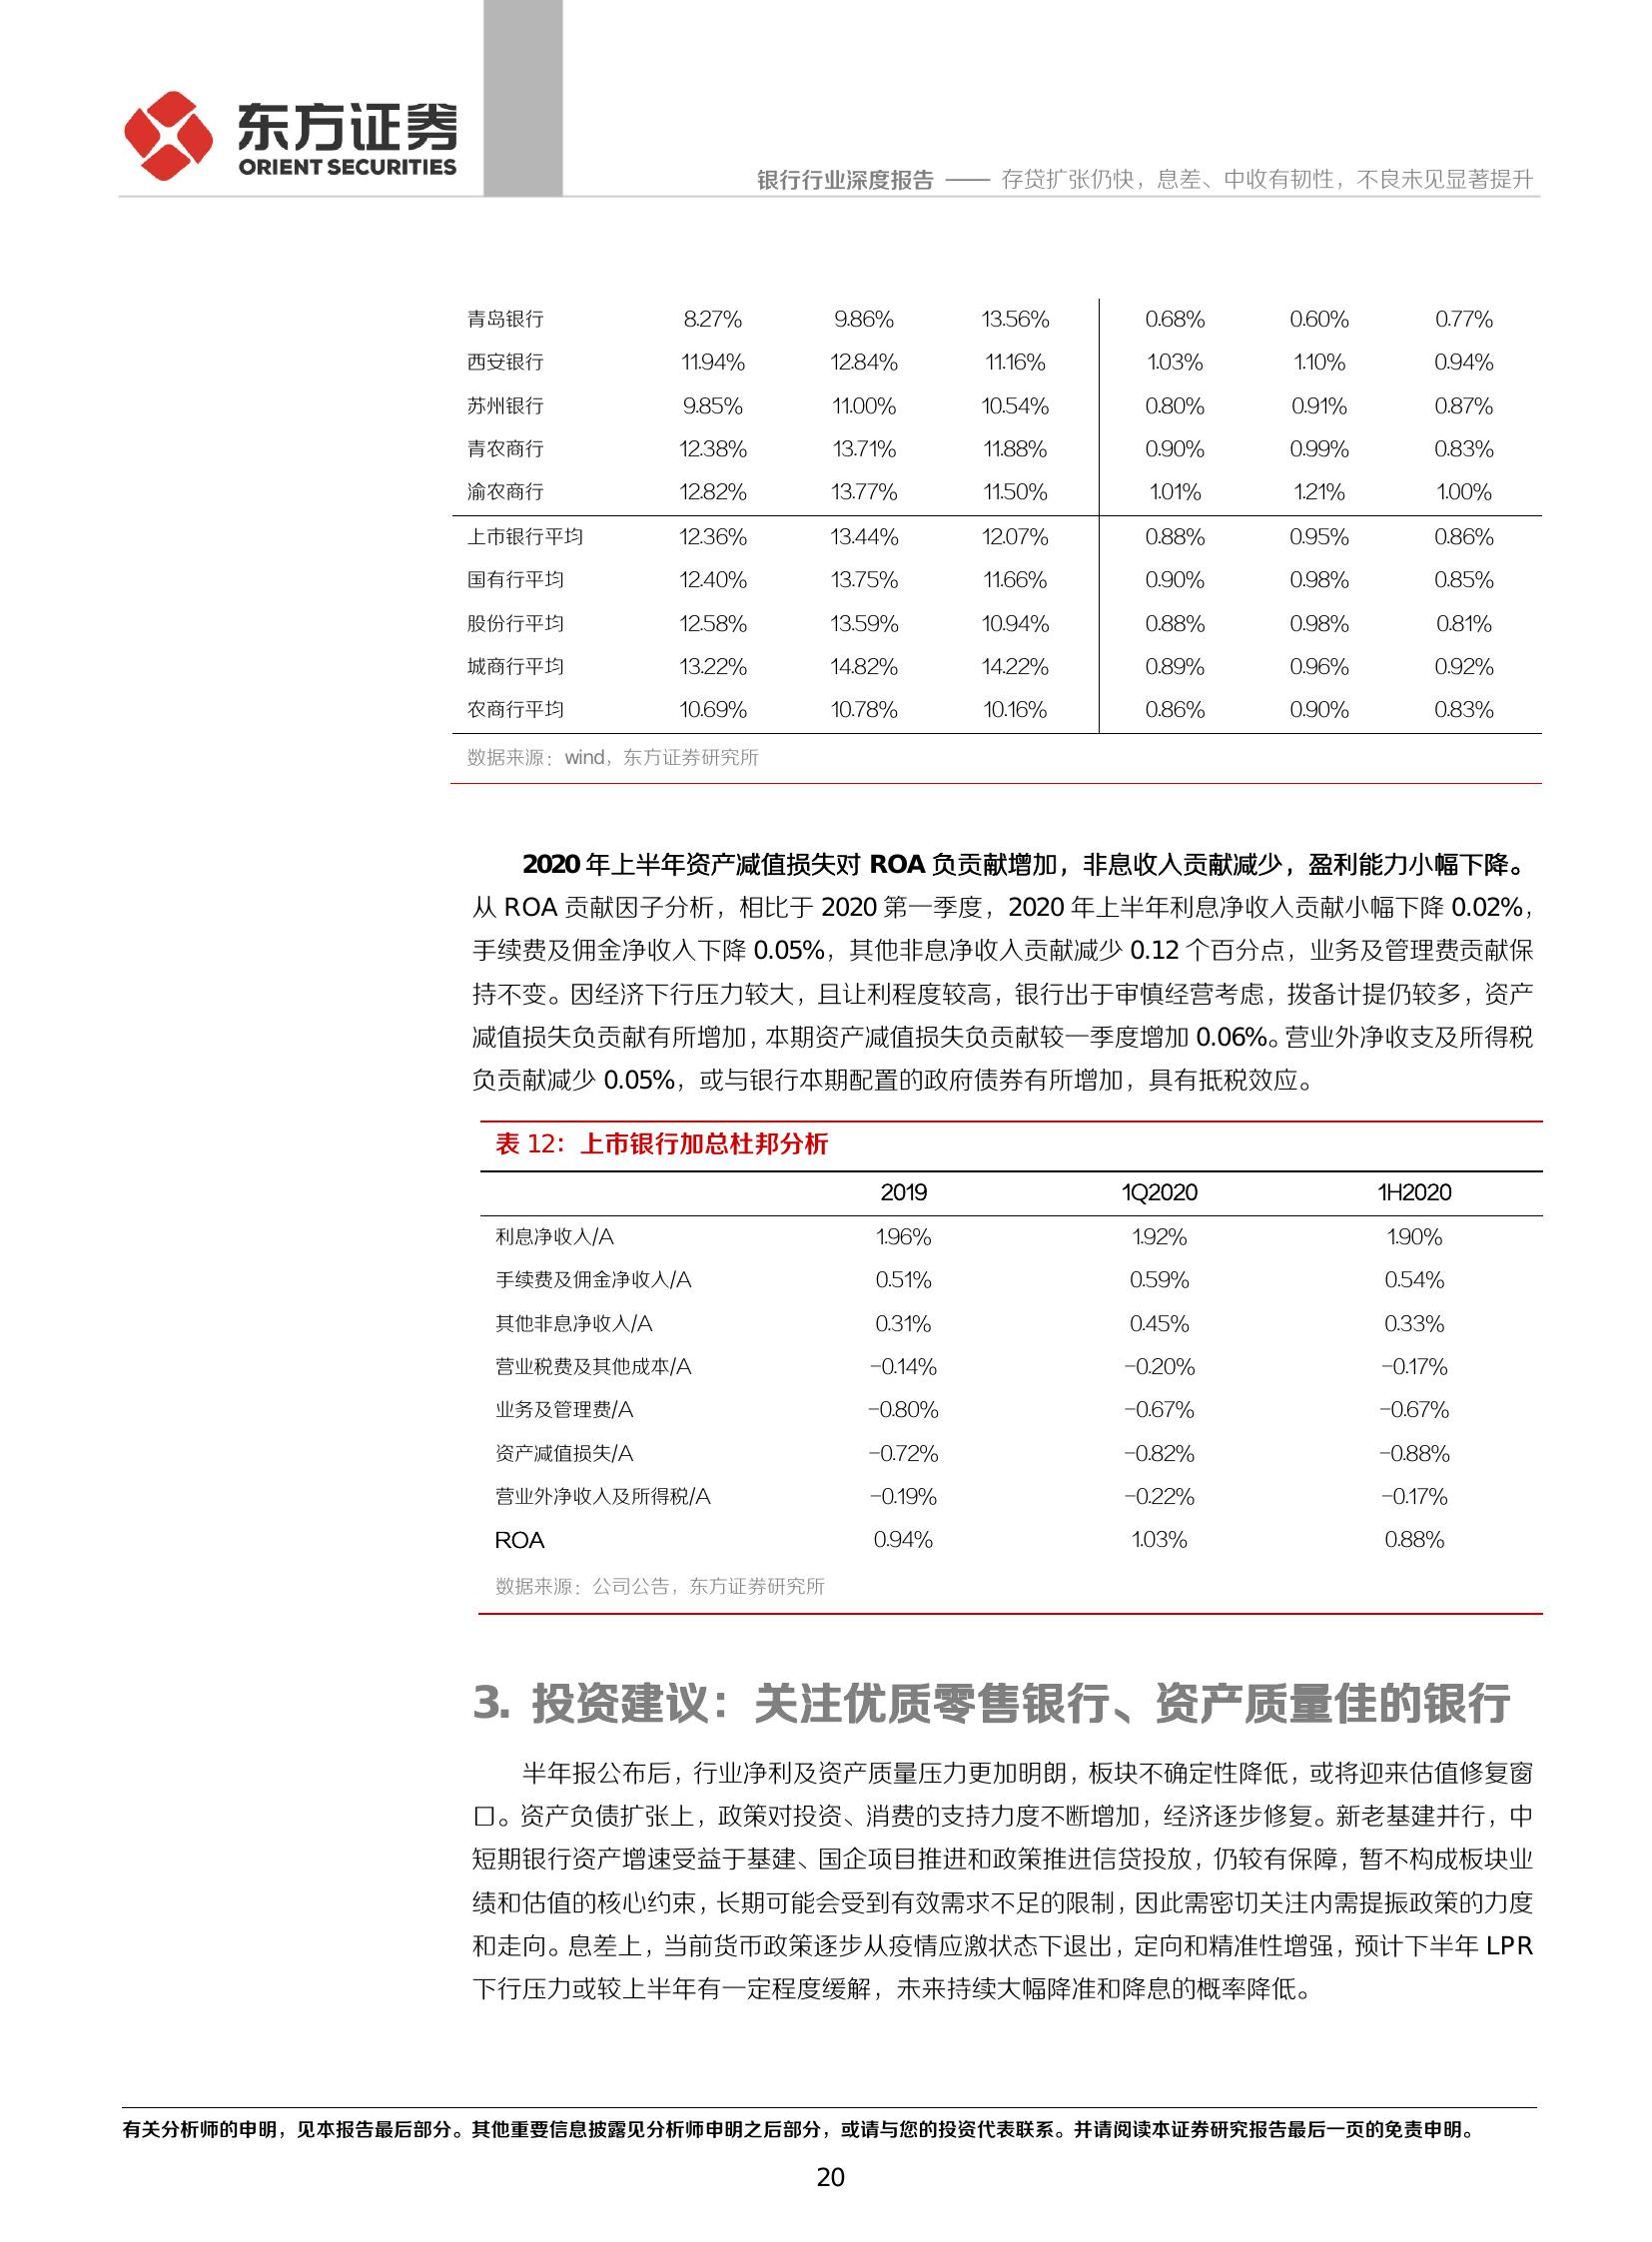 东方证券
ORIENT SECURITIES
银行行业深度报告 —— 存贷扩张仍快，息差、中收有韧性，不良未见显著提升
青岛银行 8.27% 9.86% 13.56% 0.68% 0.60% 0.77%
西安银行 11.94% 12.84% 11.16% 1.03% 1.10% 0.94%
苏州银行 9.85% 11.00% 10.54% 0.80% 0.91% 0.87%
青农商行 12.38% 13.71% 11.88% 0.90% 0.99% 0.83%
渝农商行 12.82% 13.77% 11.50% 1.01% 1.21% 1.00%
上市银行平均 12.36% 13.44% 12.07% 0.88% 0.95% 0.86%
国有行平均 12.40% 13.75% 11.66% 0.90% 0.98% 0.85%
股份行平均 12.58% 13.59% 10.94% 0.88% 0.98% 0.81%
城商行平均 13.22% 14.82% 14.22% 0.89% 0.96% 0.92%
农商行平均 10.69% 10.78% 10.16% 0.86% 0.90% 0.83%
数据来源：wind，东方证券研究所
2020 年上半年资产减值损失对 ROA 负贡献增加，非息收入贡献减少，盈利能力小幅下降。
从 ROA 贡献因子分析，相比于 2020 第一季度，2020 年上半年利息净收入贡献小幅下降 0.02%，
手续费及佣金净收入下降 0.05%，其他非息净收入贡献减少 0.12 个百分点，业务及管理费贡献保
持不变。因经济下行压力较大，且让利程度较高，银行出于审慎经营考虑，拨备计提仍较多，资产
减值损失负贡献有所增加，本期资产减值损失负贡献较一季度增加 0.06%。营业外净收支及所得税
负贡献减少 0.05%，或与银行本期配置的政府债券有所增加，具有抵税效应。
表 12：上市银行加总杜邦分析
2019 1Q2020 1H2020
利息净收入/A 1.96% 1.92% 1.90%
手续费及佣金净收入/A 0.51% 0.59% 0.54%
其他非息净收入/A 0.31% 0.45% 0.33%
营业税费及其他成本/A -0.14% -0.20% -0.17%
业务及管理费/A -0.80% -0.67% -0.67%
资产减值损失/A -0.72% -0.82% -0.88%
营业外净收入及所得税/A -0.19% -0.22% -0.17%
ROA 0.94% 1.03% 0.88%
数据来源：公司公告，东方证券研究所
3. 投资建议：关注优质零售银行、资产质量佳的银行
半年报公布后，行业净利及资产质量压力更加明朗，板块不确定性降低，或将迎来估值修复窗
口。资产负债扩张上，政策对投资、消费的支持力度不断增加，经济逐步修复。新老基建并行，中
短期银行资产增速受益于基建、国企项目推进和政策推进信贷投放，仍较有保障，暂不构成板块业
绩和估值的核心约束，长期可能会受到有效需求不足的限制，因此需密切关注内需提振政策的力度
和走向。息差上，当前货币政策逐步从疫情应激状态下退出，定向和精准性增强，预计下半年 LPR
下行压力或较上半年有一定程度缓解，未来持续大幅降准和降息的概率降低。
有关分析师的申明，见本报告最后部分。其他重要信息披露见分析师申明之后部分，或请与您的投资代表联系。并请阅读本证券研究报告最后一页的免责申明。
20